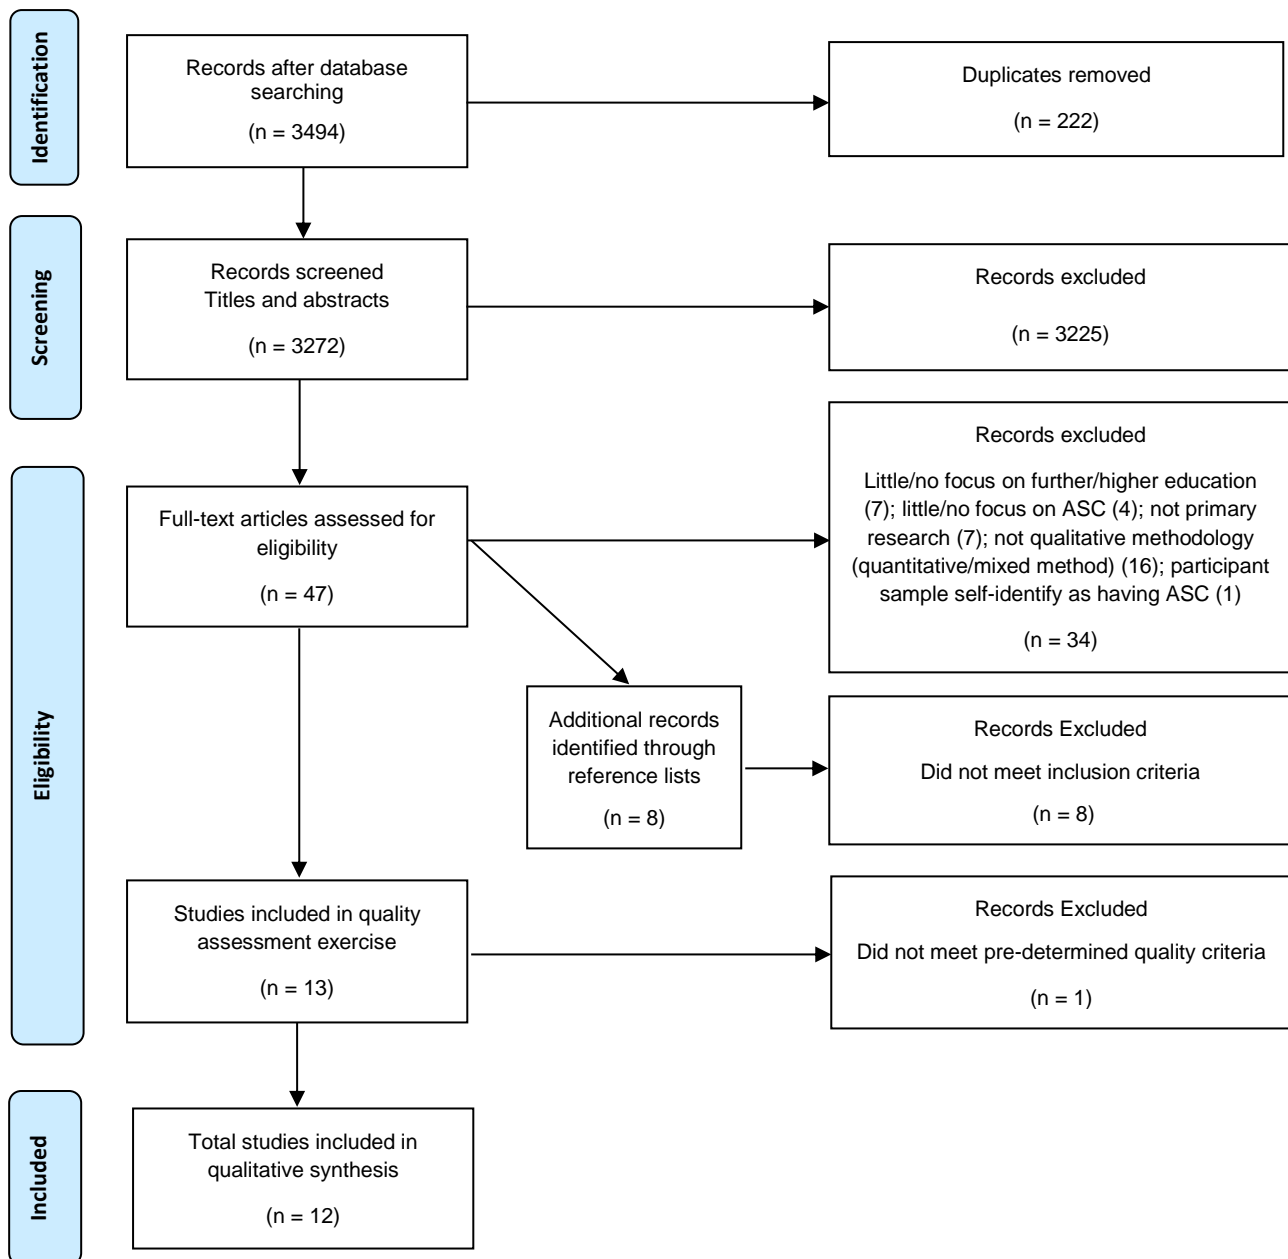 Identification
Records after database
searching
(n = 3494)
Duplicates removed
(n = 222)
Screening
Records screened
Titles and abstracts
(n = 3272)
Records excluded
(n = 3225)
Eligibility
Full-text articles assessed for
eligibility
(n = 47)
Records excluded
Little/no focus on further/higher education
(7); little/no focus on ASC (4); not primary
research (7); not qualitative methodology
(quantitative/mixed method) (16); participant
sample self-identify as having ASC (1)
(n = 34)
Additional records
identified through
reference lists
(n = 8)
Records Excluded
Did not meet inclusion criteria
(n = 8)
Studies included in quality
assessment exercise
(n = 13)
Records Excluded
Did not meet pre-determined quality criteria
(n = 1)
Included
Total studies included in
qualitative synthesis
(n = 12)